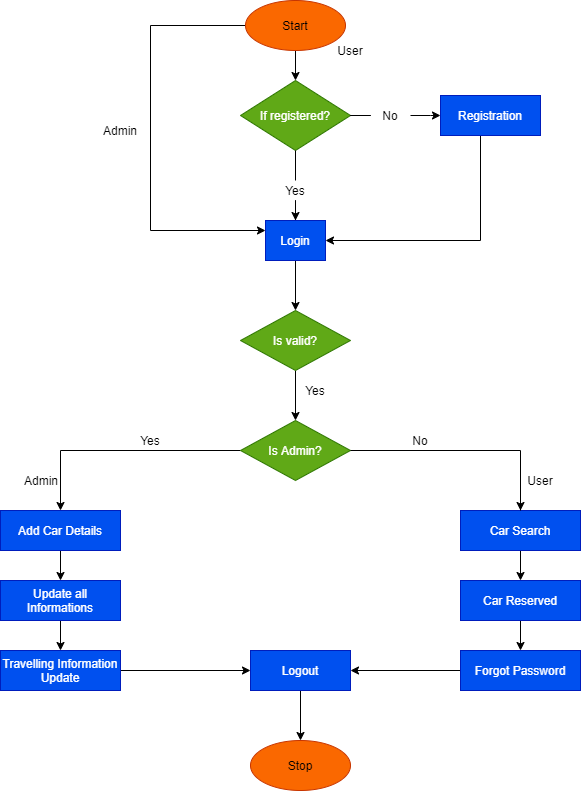 Start
User
Admin
If registered?
No
Registration
Yes
Login
Is valid?
Yes
Yes
Is Admin?
No
Admin
User
Add Car Details
Car Search
Update all
Informations
Car Reserved
Travelling Information
Update
Logout
Forgot Password
Stop